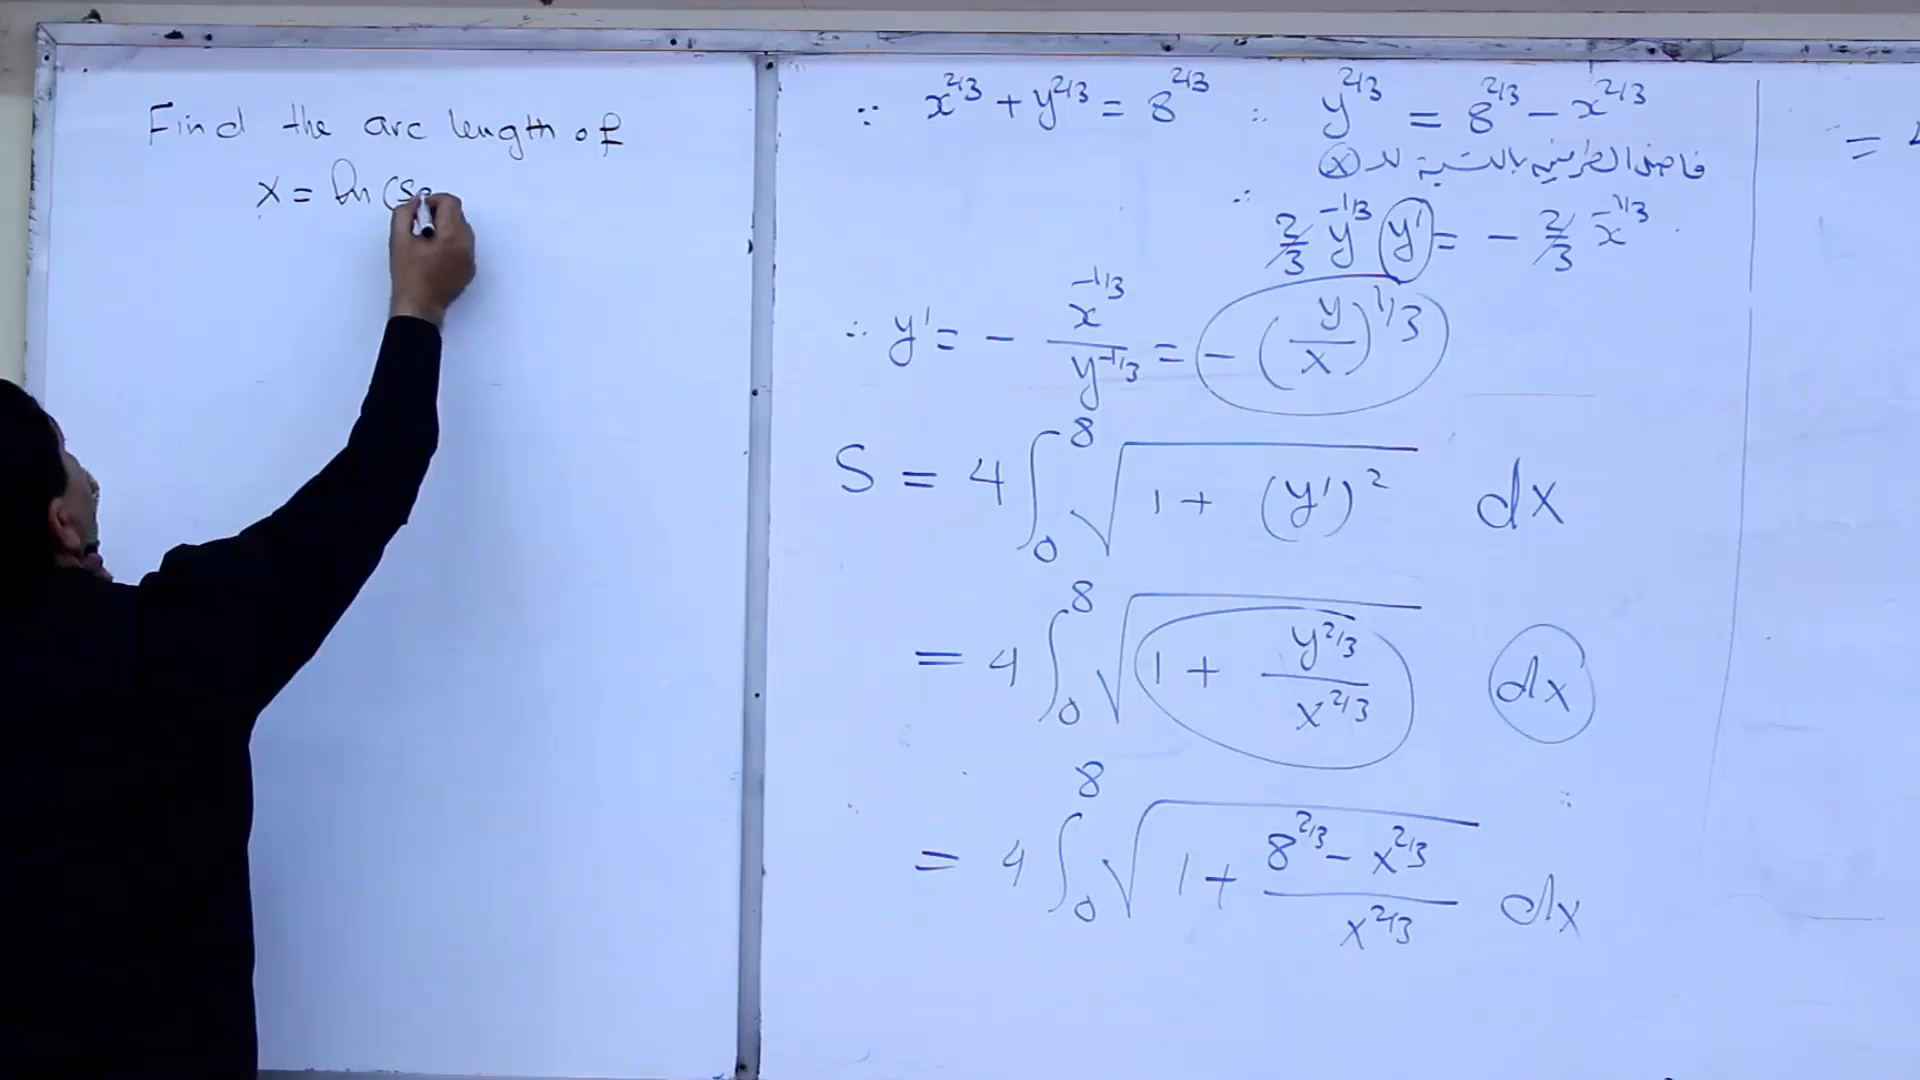 Find the arc length of
x = ln (se
∵ x^2/3 + y^2/3 = 8^2/3 ∴ y^2/3 = 8^2/3 - x^2/3
فاضل الطرفين بالنسبة لـ x
∴ 2/3 y^-1/3 y' = - 2/3 x^-1/3
∴ y' = - x^-1/3 / y^-1/3 = - (y/x)^1/3
S = 4 ∫_0^8 √(1 + (y')^2) dx
= 4 ∫_0^8 √(1 + y^2/3 / x^2/3) dx
= 4 ∫_0^8 √(1 + (8^2/3 - x^2/3) / x^2/3) dx
=